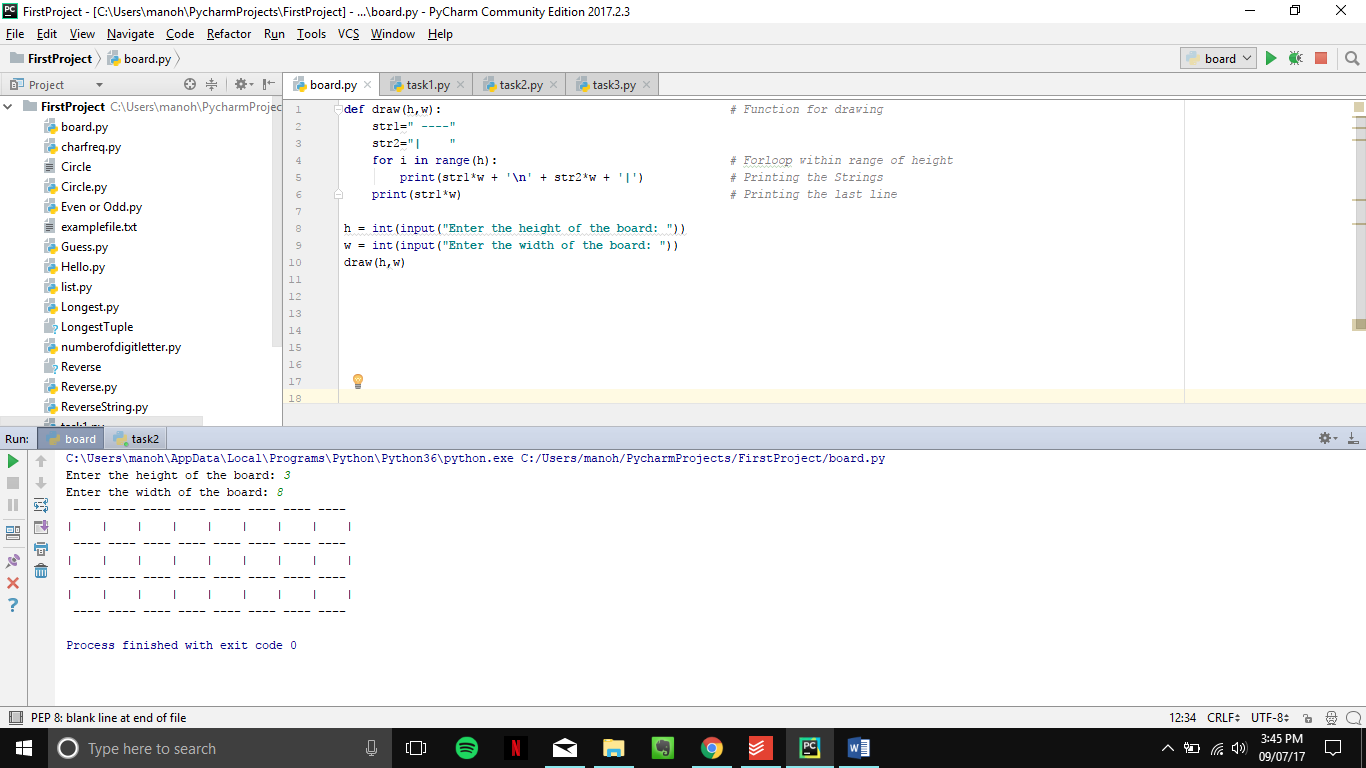 FirstProject - [C:\Users\manoh\PycharmProjects\FirstProject] - ...\board.py - PyCharm Community Edition 2017.2.3
File Edit View Navigate Code Refactor Run Tools VCS Window Help
FirstProject board.py board
Project board.py task1.py task2.py task3.py
FirstProject C:\Users\manoh\PycharmProjec
board.py
charfreq.py
Circle
Circle.py
Even or Odd.py
examplefile.txt
Guess.py
Hello.py
list.py
Longest.py
LongestTuple
numberofdigitletter.py
Reverse
Reverse.py
ReverseString.py
task1.py
1 def draw(h,w): # Function for drawing
2 str1=" ----"
3 str2="|    "
4 for i in range(h): # Forloop within range of height
5 print(str1*w + '\n' + str2*w + '|') # Printing the Strings
6 print(str1*w) # Printing the last line
7
8 h = int(input("Enter the height of the board: "))
9 w = int(input("Enter the width of the board: "))
10 draw(h,w)
11
12
13
14
15
16
17
18
Run: board task2
C:\Users\manoh\AppData\Local\Programs\Python\Python36\python.exe C:/Users/manoh/PycharmProjects/FirstProject/board.py
Enter the height of the board: 3
Enter the width of the board: 8
 ---- ---- ---- ---- ---- ---- ---- ----
|    |    |    |    |    |    |    |    |
 ---- ---- ---- ---- ---- ---- ---- ----
|    |    |    |    |    |    |    |    |
 ---- ---- ---- ---- ---- ---- ---- ----
|    |    |    |    |    |    |    |    |
 ---- ---- ---- ---- ---- ---- ---- ----
Process finished with exit code 0
PEP 8: blank line at end of file 12:34 CRLF UTF-8
Type here to search
3:45 PM
09/07/17